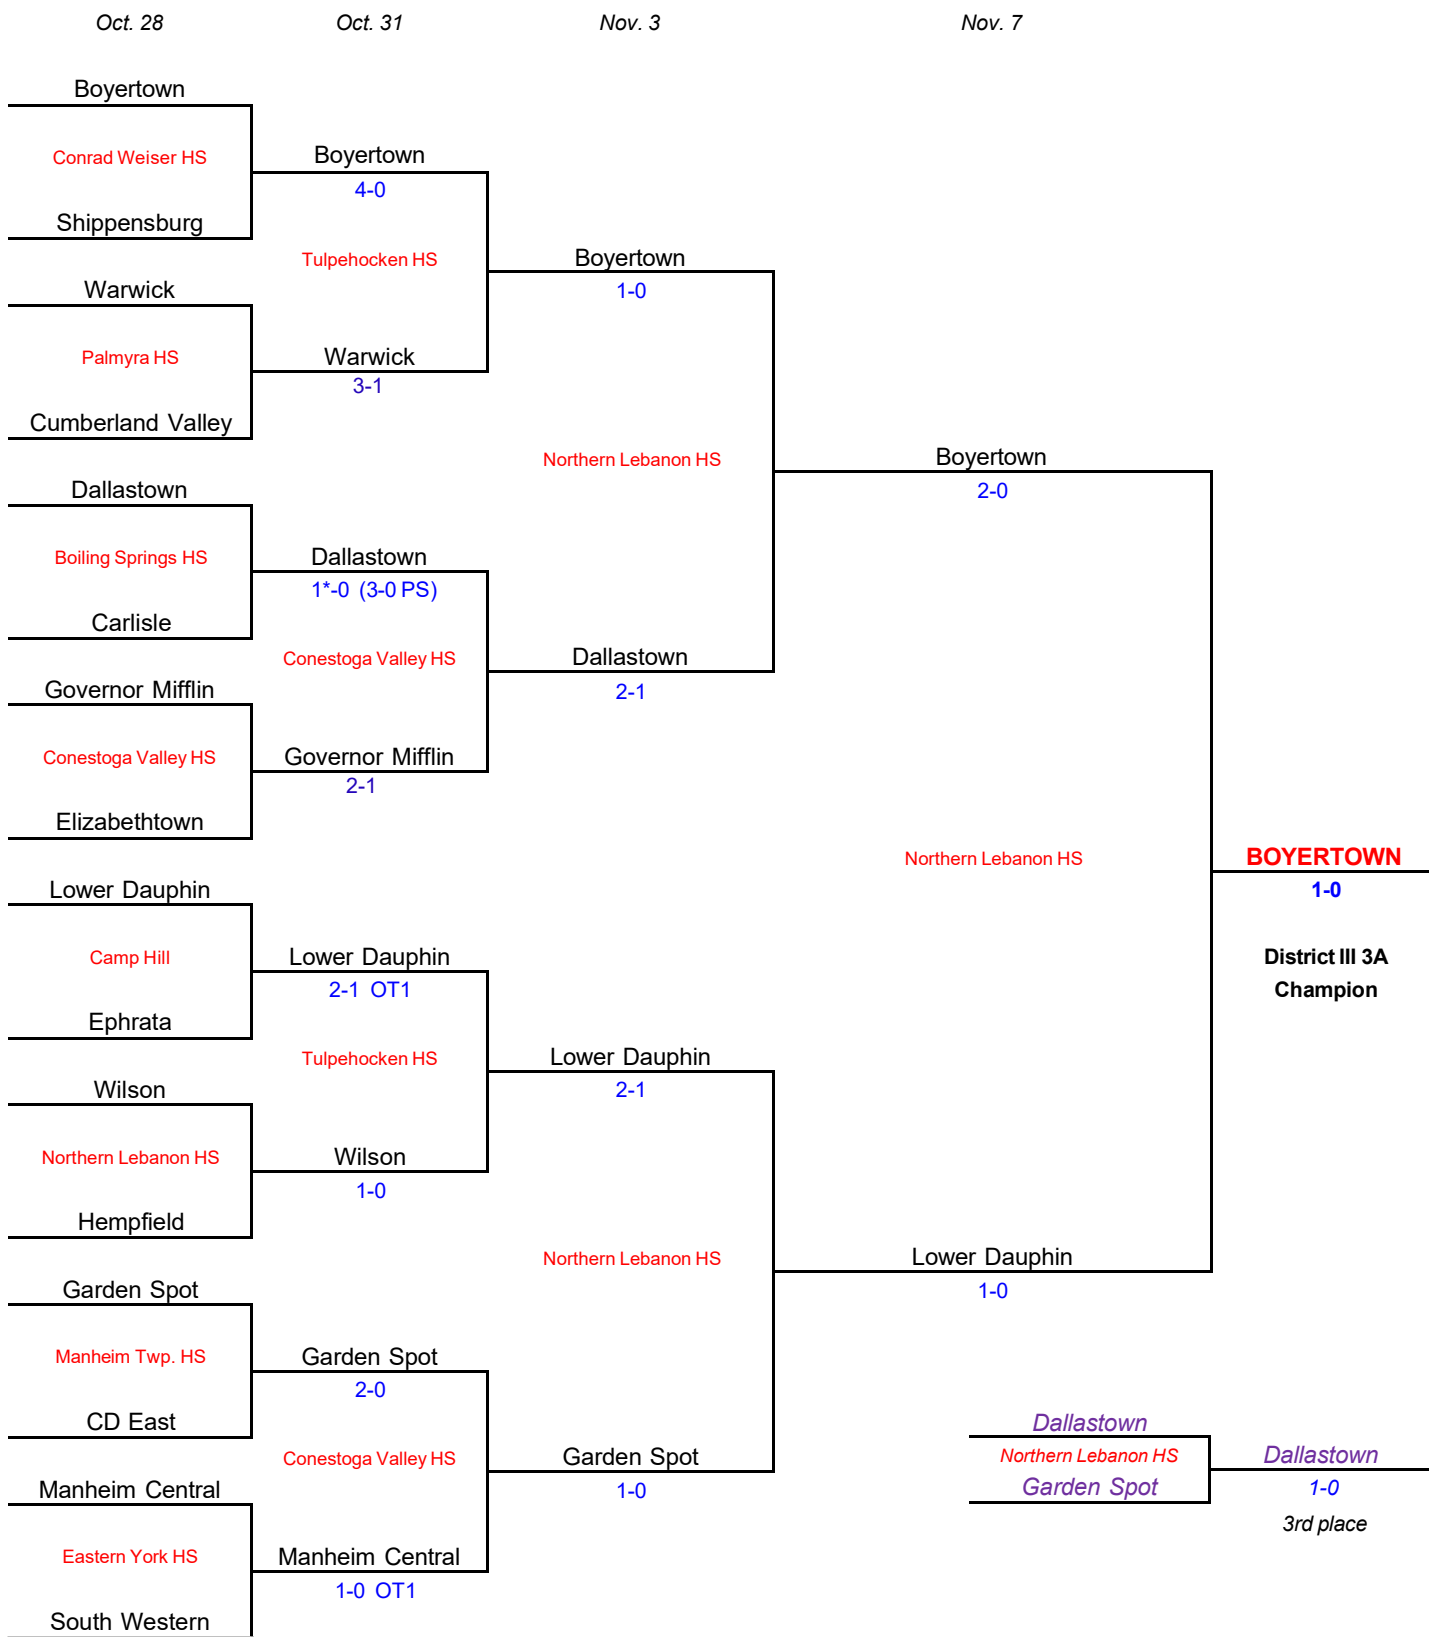 Oct. 28 Oct. 31 Nov. 3 Nov. 7
Boyertown
Conrad Weiser HS
Boyertown
4-0
Shippensburg
Tulpehocken HS
Boyertown
1-0
Warwick
Palmyra HS
Warwick
3-1
Cumberland Valley
Northern Lebanon HS
Boyertown
2-0
Dallastown
Boiling Springs HS
Dallastown
1*-0 (3-0 PS)
Carlisle
Conestoga Valley HS
Dallastown
2-1
Governor Mifflin
Conestoga Valley HS
Governor Mifflin
2-1
Elizabethtown
Northern Lebanon HS
BOYERTOWN
1-0
District III 3A
Champion
Lower Dauphin
Camp Hill
Lower Dauphin
2-1 OT1
Ephrata
Tulpehocken HS
Lower Dauphin
2-1
Wilson
Northern Lebanon HS
Wilson
1-0
Hempfield
Northern Lebanon HS
Lower Dauphin
1-0
Garden Spot
Manheim Twp. HS
Garden Spot
2-0
CD East
Conestoga Valley HS
Garden Spot
1-0
Manheim Central
Eastern York HS
Manheim Central
1-0 OT1
South Western
Dallastown
Northern Lebanon HS
Garden Spot
Dallastown
1-0
3rd place